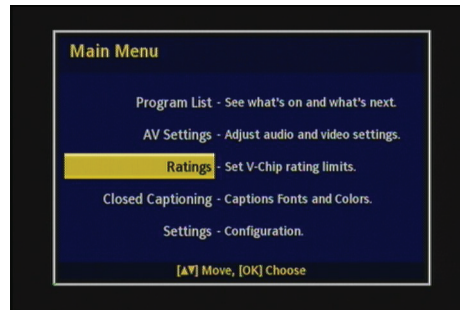 Main Menu
Program List - See what's on and what's next.
AV Settings - Adjust audio and video settings.
Ratings - Set V-Chip rating limits.
Closed Captioning - Captions Fonts and Colors.
Settings - Configuration.
[▲▼] Move, [OK] Choose